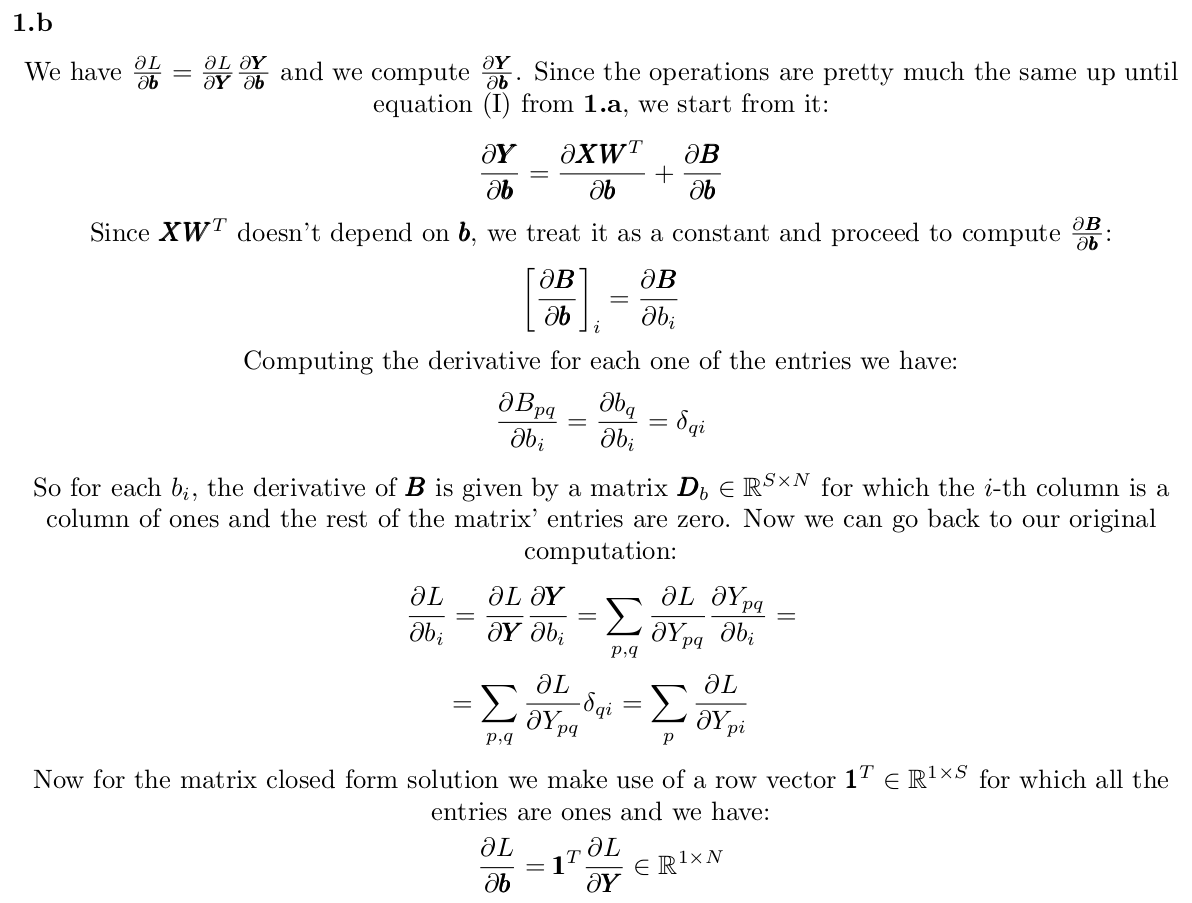 1.b
We have $\frac{\partial L}{\partial \boldsymbol{b}} = \frac{\partial L}{\partial \boldsymbol{Y}} \frac{\partial \boldsymbol{Y}}{\partial \boldsymbol{b}}$ and we compute $\frac{\partial \boldsymbol{Y}}{\partial \boldsymbol{b}}$. Since the operations are pretty much the same up until
equation (I) from 1.a, we start from it:
$\frac{\partial \boldsymbol{Y}}{\partial \boldsymbol{b}} = \frac{\partial \boldsymbol{X}\boldsymbol{W}^T}{\partial \boldsymbol{b}} + \frac{\partial \boldsymbol{B}}{\partial \boldsymbol{b}}$
Since $\boldsymbol{X}\boldsymbol{W}^T$ doesn't depend on $\boldsymbol{b}$, we treat it as a constant and proceed to compute $\frac{\partial \boldsymbol{B}}{\partial \boldsymbol{b}}$:
$\left[\frac{\partial \boldsymbol{B}}{\partial \boldsymbol{b}}\right]_i = \frac{\partial \boldsymbol{B}}{\partial b_i}$
Computing the derivative for each one of the entries we have:
$\frac{\partial B_{pq}}{\partial b_i} = \frac{\partial b_q}{\partial b_i} = \delta_{qi}$
So for each $b_i$, the derivative of $\boldsymbol{B}$ is given by a matrix $\boldsymbol{D}_b \in \mathbb{R}^{S \times N}$ for which the $i$-th column is a
column of ones and the rest of the matrix' entries are zero. Now we can go back to our original
computation:
$\frac{\partial L}{\partial b_i} = \frac{\partial L}{\partial \boldsymbol{Y}} \frac{\partial \boldsymbol{Y}}{\partial b_i} = \sum_{p,q} \frac{\partial L}{\partial Y_{pq}} \frac{\partial Y_{pq}}{\partial b_i} =$
$= \sum_{p,q} \frac{\partial L}{\partial Y_{pq}} \delta_{qi} = \sum_{p} \frac{\partial L}{\partial Y_{pi}}$
Now for the matrix closed form solution we make use of a row vector $\mathbf{1}^T \in \mathbb{R}^{1 \times S}$ for which all the
entries are ones and we have:
$\frac{\partial L}{\partial \boldsymbol{b}} = \mathbf{1}^T \frac{\partial L}{\partial \boldsymbol{Y}} \in \mathbb{R}^{1 \times N}$